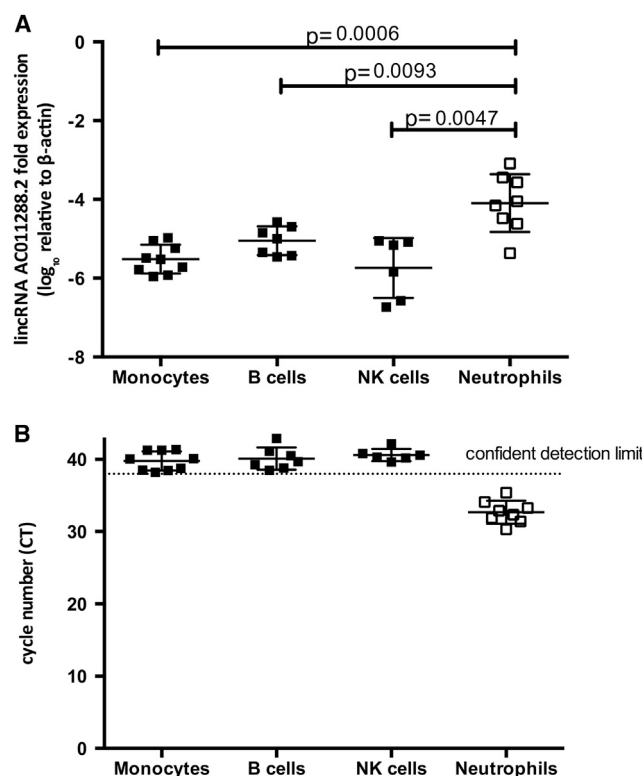 A
p=0.0006
p=0.0093
p=0.0047
lincRNA AC011288.2 fold expression
(log₁₀ relative to β-actin)
0
-2
-4
-6
-8
Monocytes B cells NK cells Neutrophils
B
confident detection limit
cycle number (CT)
40
30
20
10
0
Monocytes B cells NK cells Neutrophils